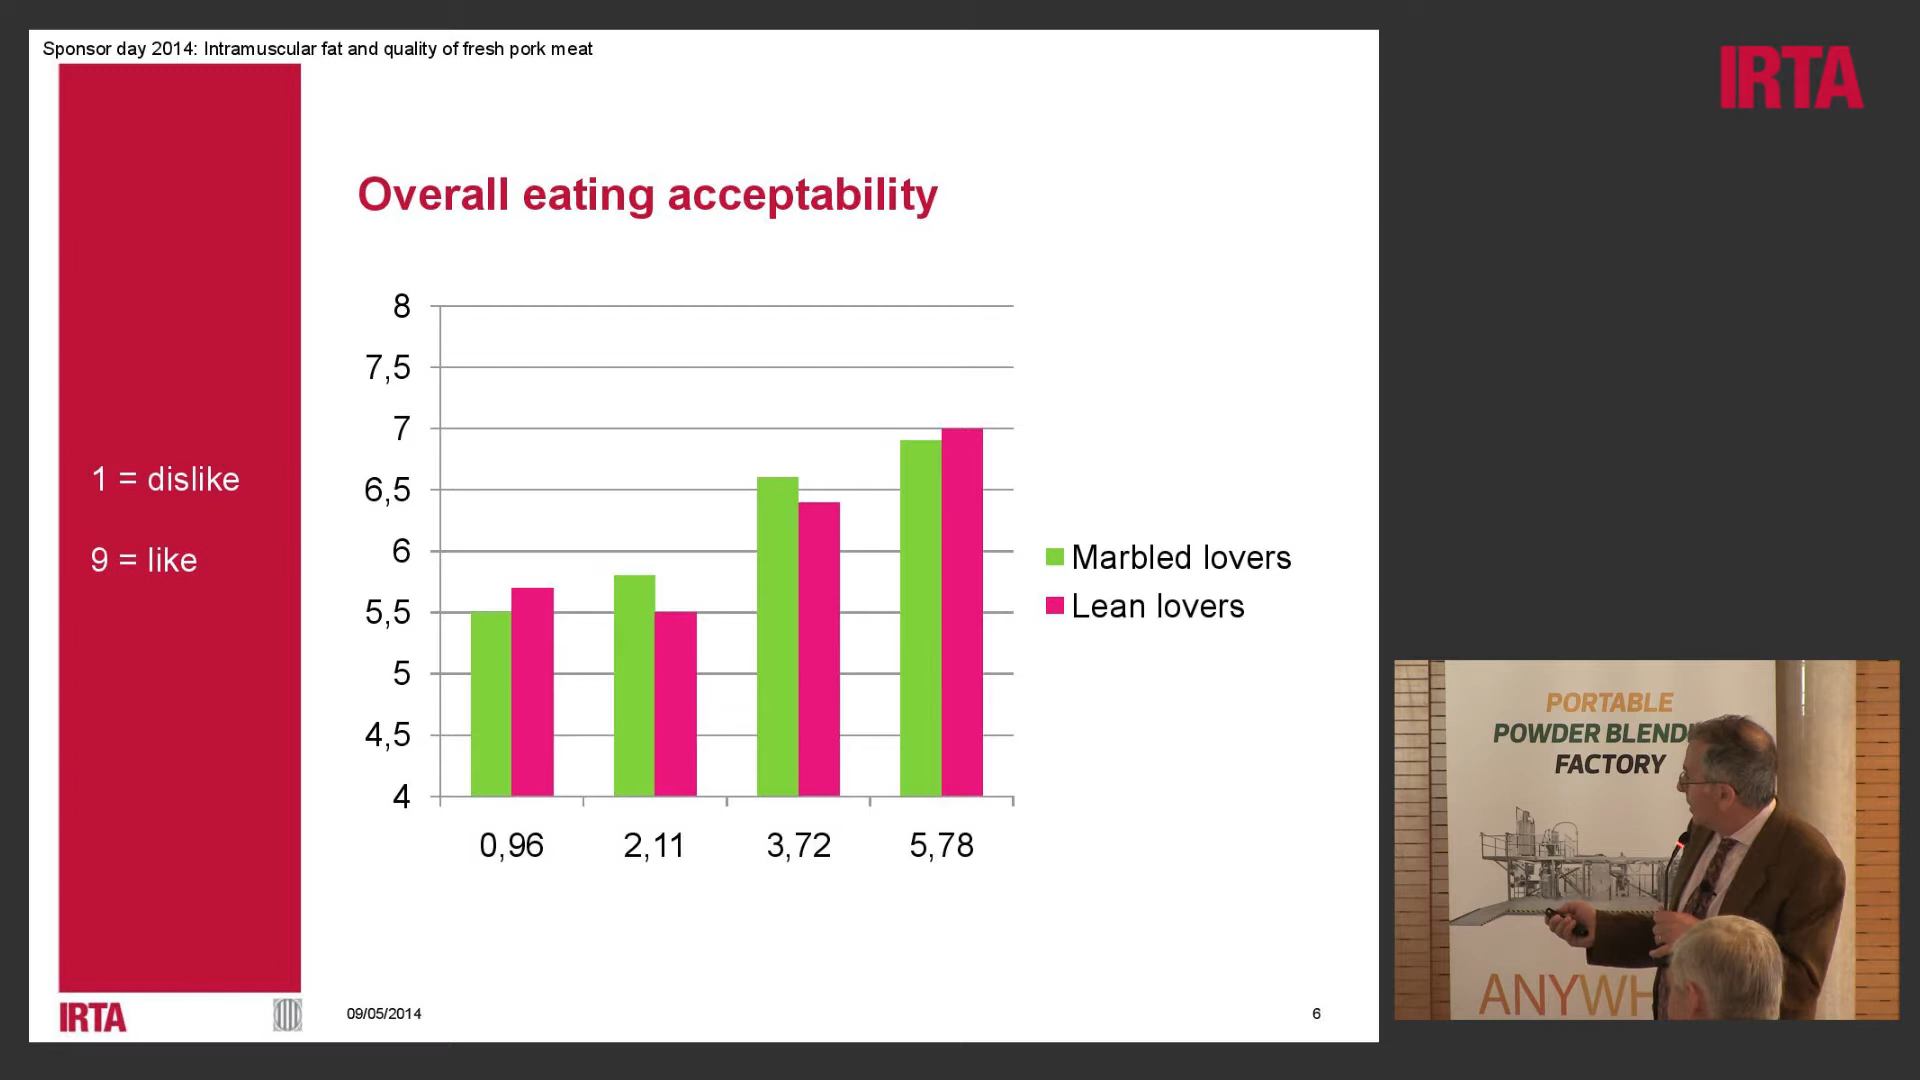 Sponsor day 2014: Intramuscular fat and quality of fresh pork meat
IRTA
Overall eating acceptability
1 = dislike
9 = like
8
7,5
7
6,5
6
5,5
5
4,5
4
0,96
2,11
3,72
5,78
Marbled lovers
Lean lovers
IRTA
09/05/2014
6
PORTABLE
POWDER BLENDI
FACTORY
ANYWH